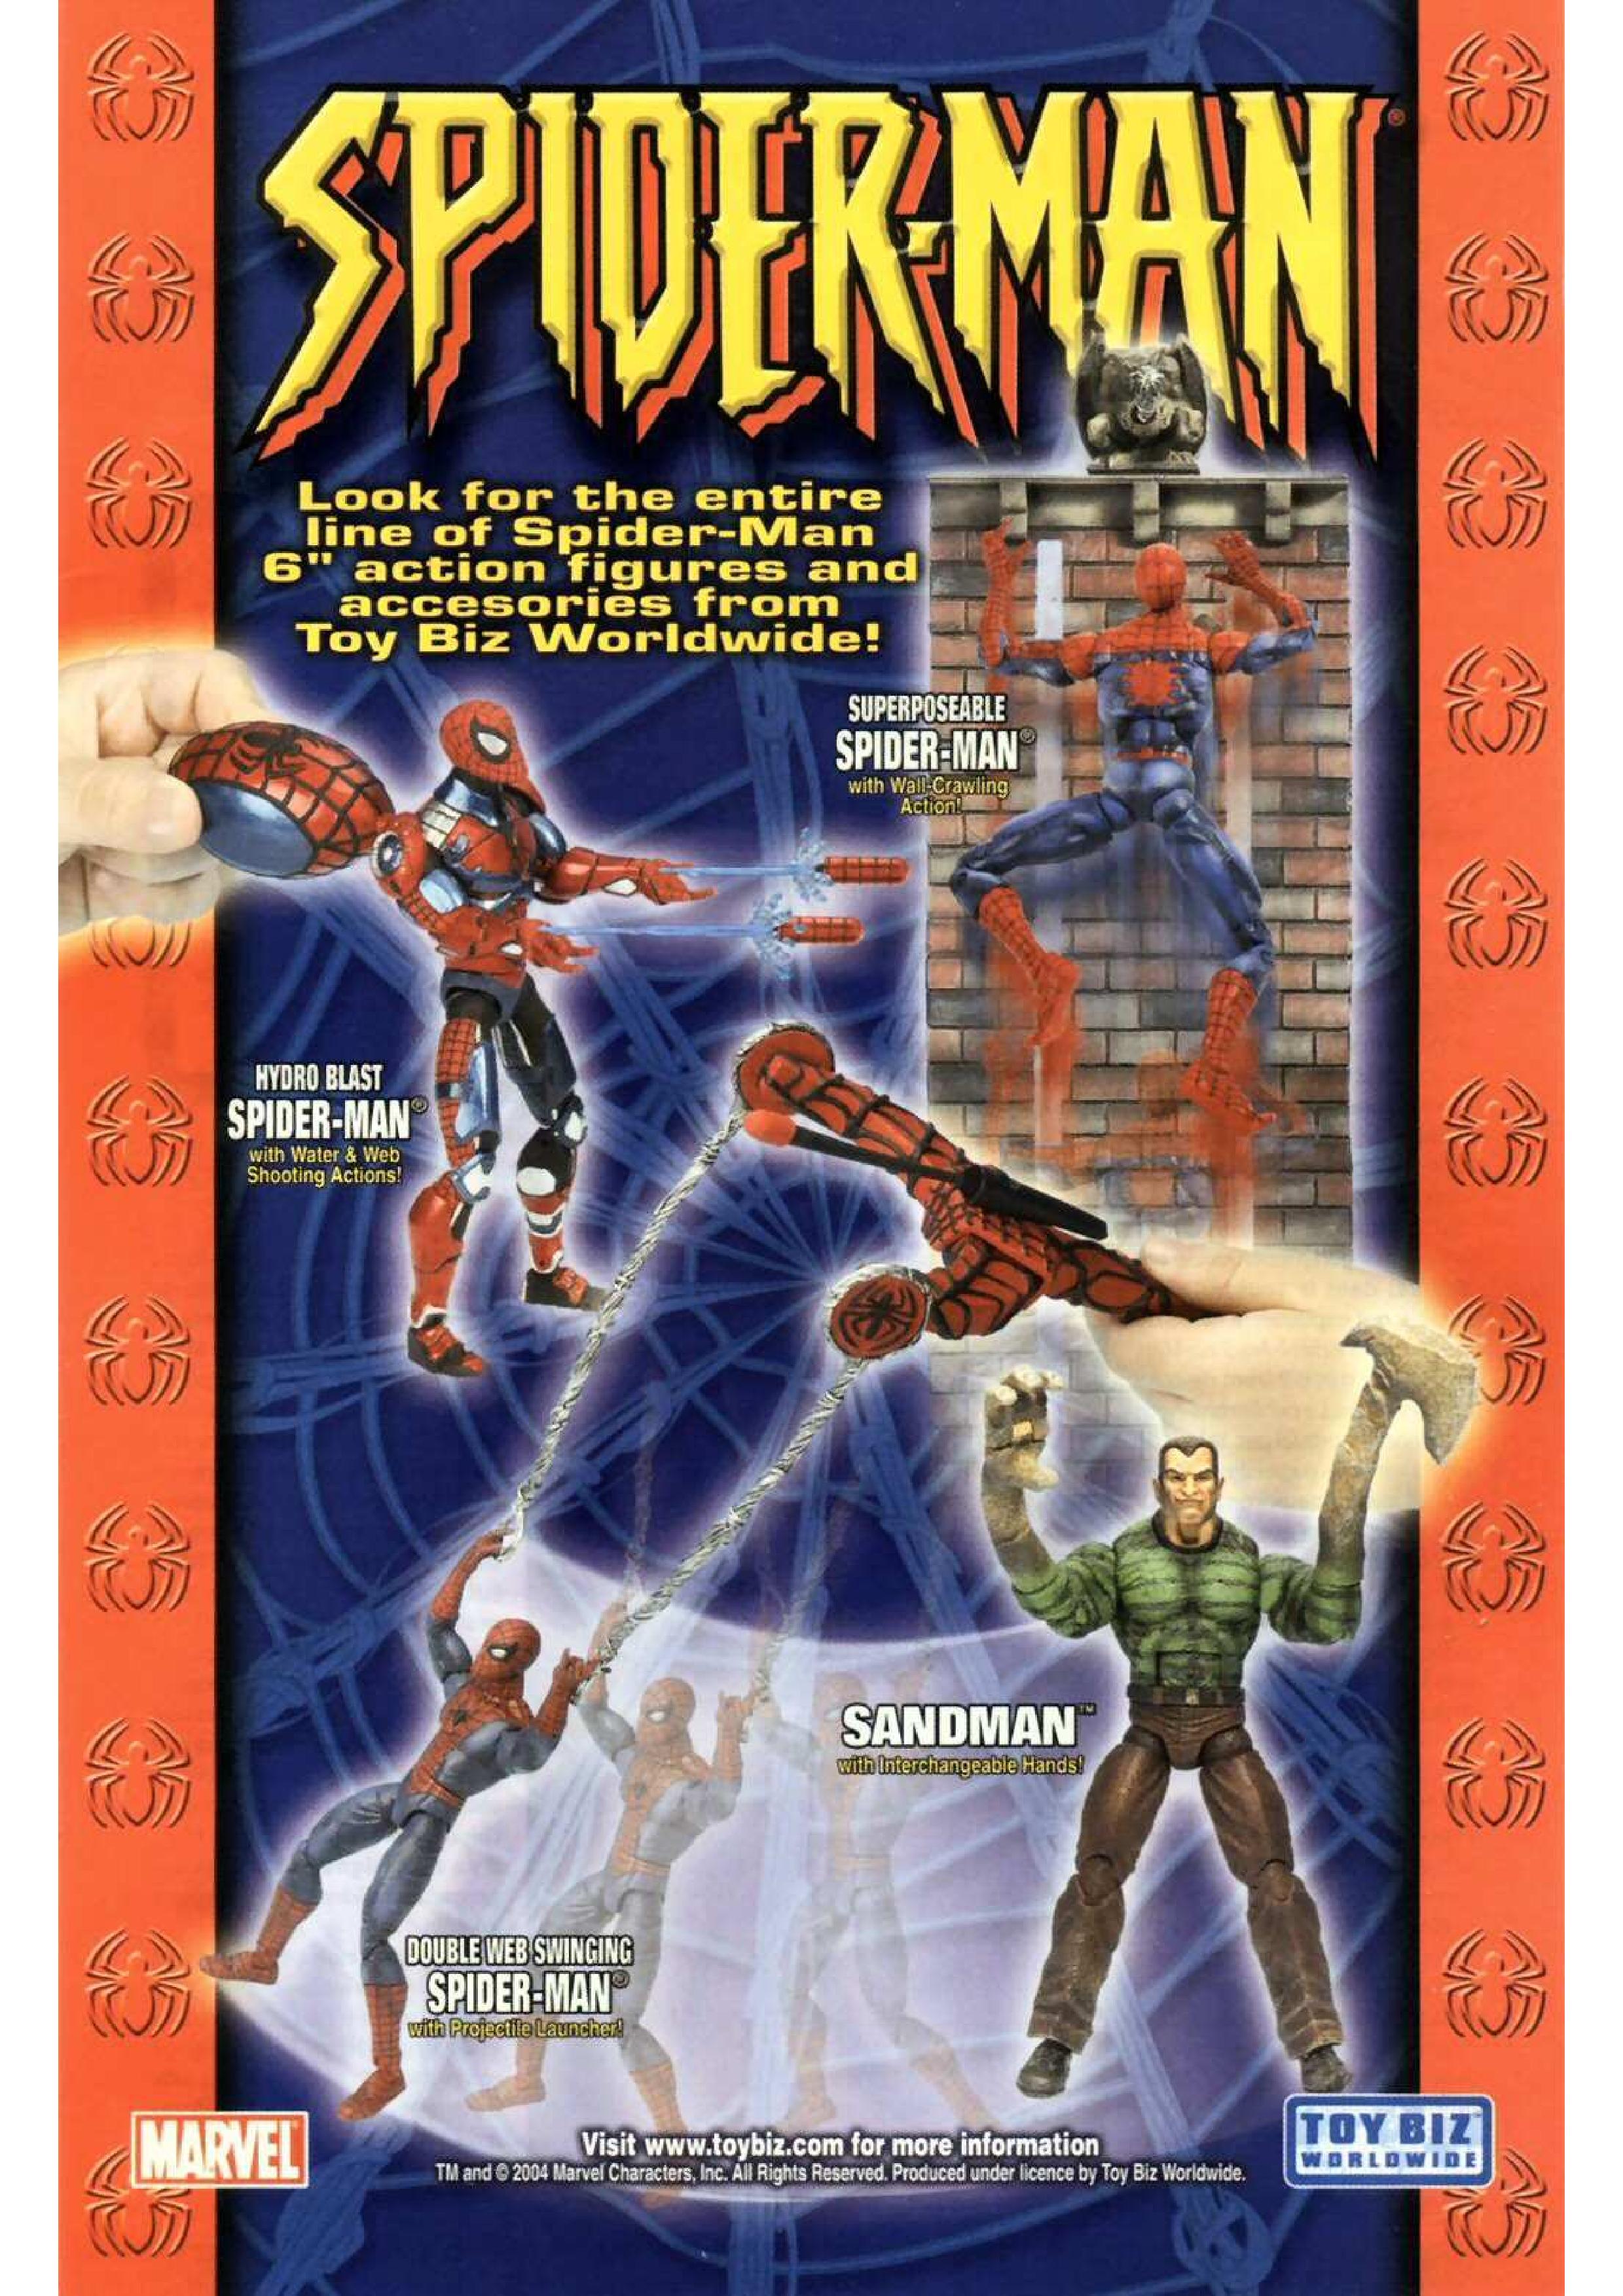 SPIDER-MAN®
Look for the entire
line of Spider-Man
6" action figures and
accesories from
Toy Biz Worldwide!
SUPERPOSEABLE
SPIDER-MAN®
with Wall-Crawling
Action!
HYDRO BLAST
SPIDER-MAN®
with Water & Web
Shooting Actions!
SANDMAN™
with Interchangeable Hands!
DOUBLE WEB SWINGING
SPIDER-MAN®
with Projectile Launcher!
MARVEL
Visit www.toybiz.com for more information
TM and © 2004 Marvel Characters, Inc. All Rights Reserved. Produced under licence by Toy Biz Worldwide.
TOY BIZ
WORLDWIDE